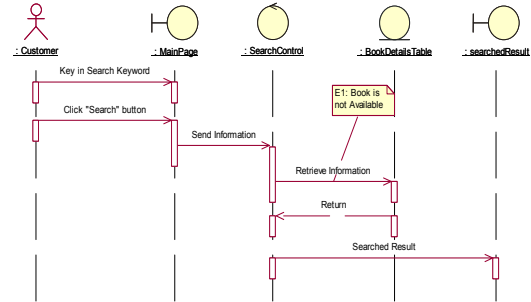 : Customer
: MainPage
: SearchControl
: BookDetailsTable
: searchedResult
Key in Search Keyword
E1: Book is
not Available
Click "Search" button
Send Information
Retrieve Information
Return
Searched Result